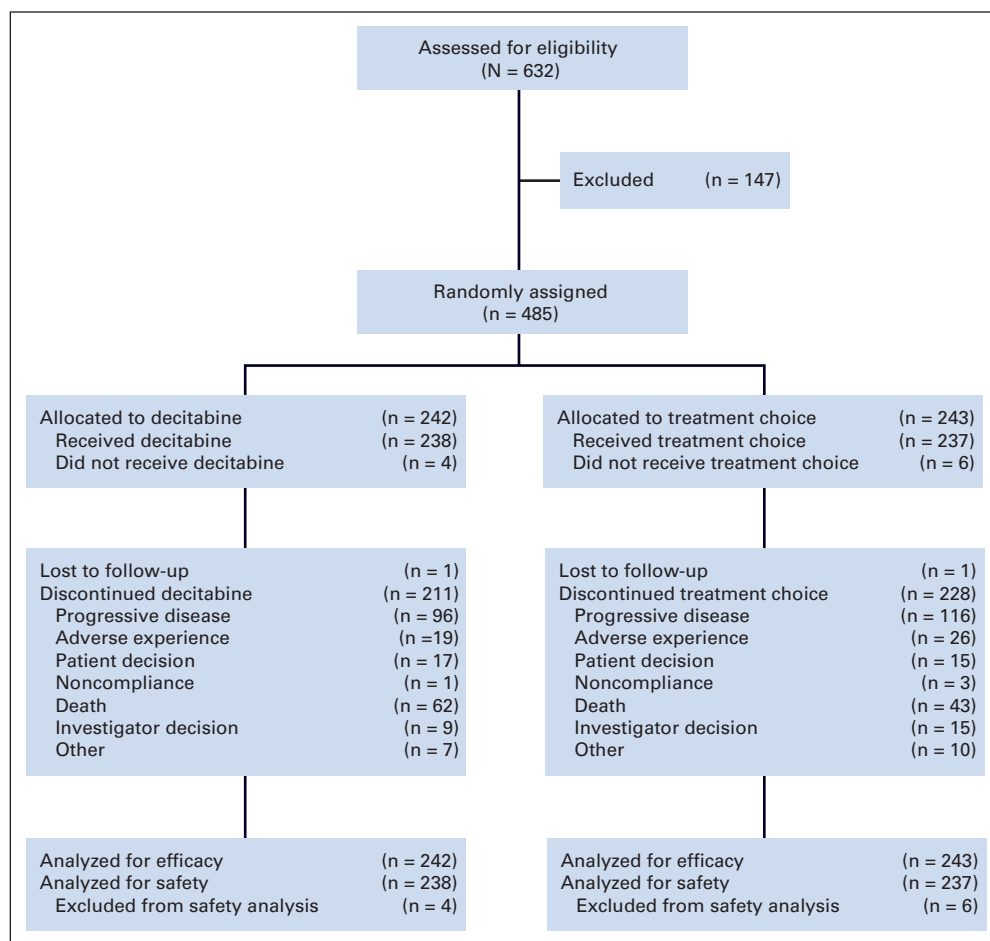 Assessed for eligibility
(N = 632)
Excluded (n = 147)
Randomly assigned
(n = 485)
Allocated to decitabine (n = 242)
Received decitabine (n = 238)
Did not receive decitabine (n = 4)
Allocated to treatment choice (n = 243)
Received treatment choice (n = 237)
Did not receive treatment choice (n = 6)
Lost to follow-up (n = 1)
Discontinued decitabine (n = 211)
Progressive disease (n = 96)
Adverse experience (n =19)
Patient decision (n = 17)
Noncompliance (n = 1)
Death (n = 62)
Investigator decision (n = 9)
Other (n = 7)
Lost to follow-up (n = 1)
Discontinued treatment choice (n = 228)
Progressive disease (n = 116)
Adverse experience (n = 26)
Patient decision (n = 15)
Noncompliance (n = 3)
Death (n = 43)
Investigator decision (n = 15)
Other (n = 10)
Analyzed for efficacy (n = 242)
Analyzed for safety (n = 238)
Excluded from safety analysis (n = 4)
Analyzed for efficacy (n = 243)
Analyzed for safety (n = 237)
Excluded from safety analysis (n = 6)